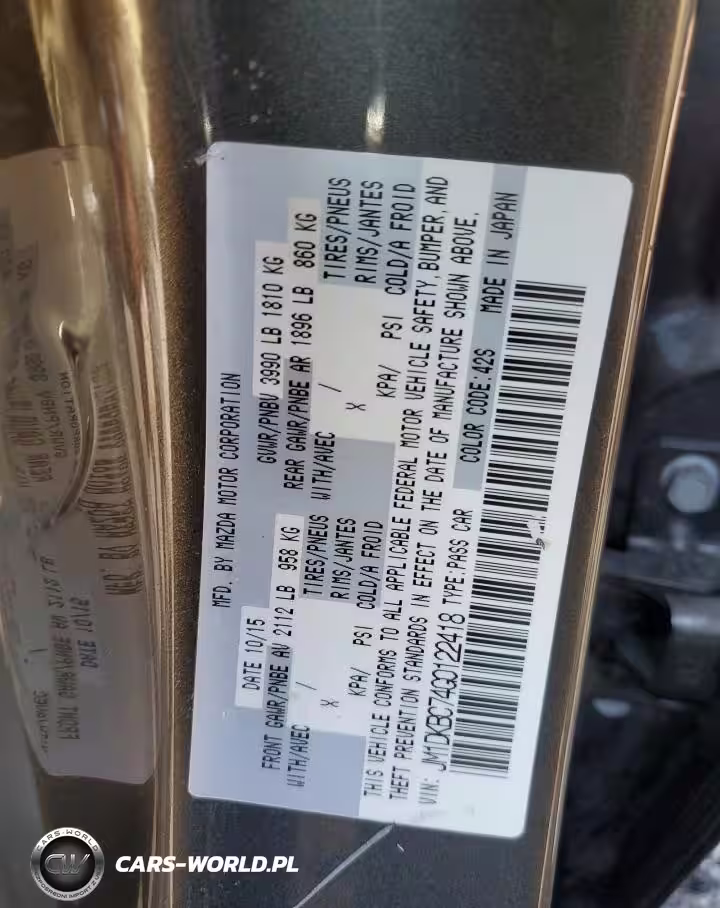 MFD. BY MAZDA MOTOR CORPORATION
DATE 10/15
GVWR/PNBV 3990 LB 1810 KG
FRONT GAWR/PNBE AV 2112 LB 958 KG
REAR GAWR/PNBE AR 1896 LB 860 KG
WITH/AVEC / TIRES/PNEUS
WITH/AVEC / TIRES/PNEUS
X RIMS/JANTES
X RIMS/JANTES
KPA/ PSI COLD/A FROID
KPA/ PSI COLD/A FROID
THIS VEHICLE CONFORMS TO ALL APPLICABLE FEDERAL MOTOR VEHICLE SAFETY, BUMPER, AND
THEFT PREVENTION STANDARDS IN EFFECT ON THE DATE OF MANUFACTURE SHOWN ABOVE.
VIN: JM1DKBC74G0122418 TYPE:PASS CAR
COLOR CODE:42S MADE IN JAPAN
CARS-WORLD
CW
CARS-WORLD.PL